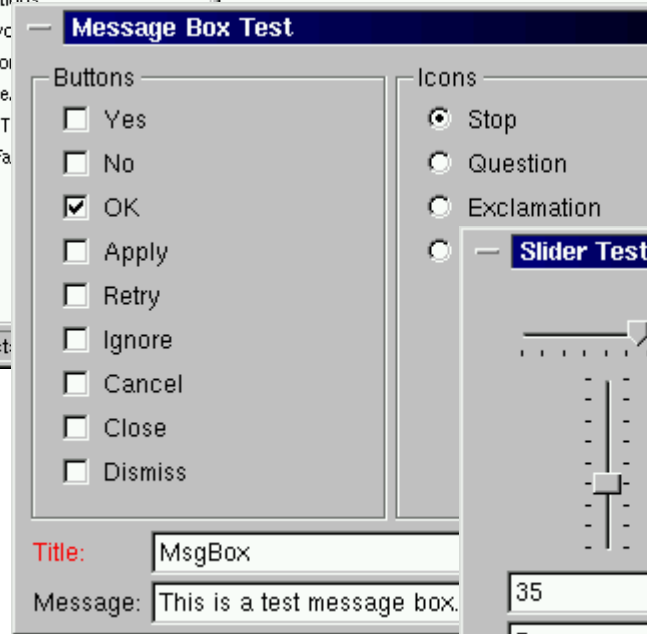 Message Box Test
Buttons
Yes
No
OK
Apply
Retry
Ignore
Cancel
Close
Dismiss
Icons
Stop
Question
Exclamation
Title: MsgBox
Message: This is a test message box.
Slider Test
35